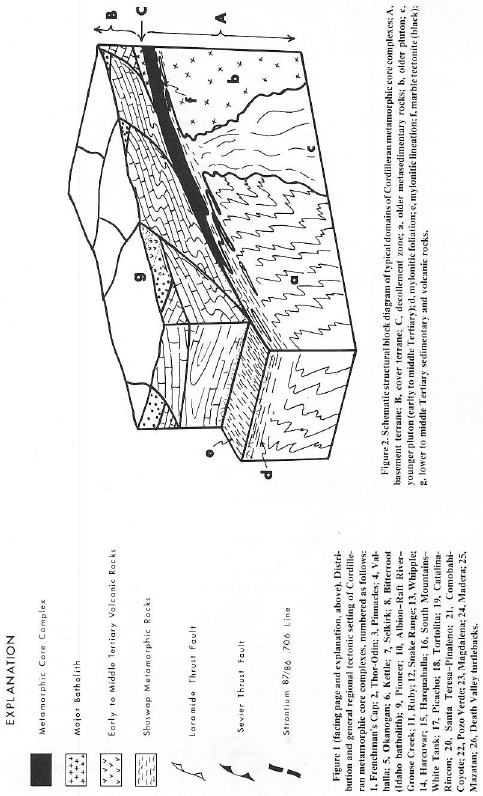 EXPLANATION
Metamorphic Core Complex
Major Batholith
Early to Middle Tertiary Volcanic Rocks
Shuswap Metamorphic Rocks
Laramide Thrust Fault
Sevier Thrust Fault
Strontium 87/86 .706 Line
Figure 1 (facing page and explanation, above). Distri-
bution and general regional tectonic setting of Cordille-
ran metamorphic core complexes, numbered as follows:
1, Frenchman's Cap; 2, Thor-Odin; 3, Pinnacles; 4, Val-
halla; 5, Okanogan; 6, Kettle; 7, Selkirk; 8, Bitterroot
(Idaho batholith); 9, Pioneer; 10, Albion–Raft River–
Grouse Creek; 11, Ruby; 12, Snake Range; 13, Whipple;
14, Harcuvar; 15, Harquahalla; 16, South Mountains–
White Tank; 17, Picacho; 18, Tortolita; 19, Catalina-
Rincon; 20, Santa Teresa–Pinaleno; 21, Comobabi-
Coyote; 22, Pozo Verde; 23, Magdalena; 24, Madera; 25,
Mazatan; 26, Death Valley turtlebacks.
B
C
A
g
f
b
c
a
e
d
Figure 2. Schematic structural block diagram of typical domains of Cordilleran metamorphic core complexes; A,
basement terrane; B, cover terrane; C, decollement zone; a, older metasedimentary rocks; b, older pluton; c,
younger pluton (early to middle Tertiary); d, mylonitic foliation; e, mylonitic lineation; f, marble tectonite (black);
g, lower to middle Tertiary sedimentary and volcanic rocks.